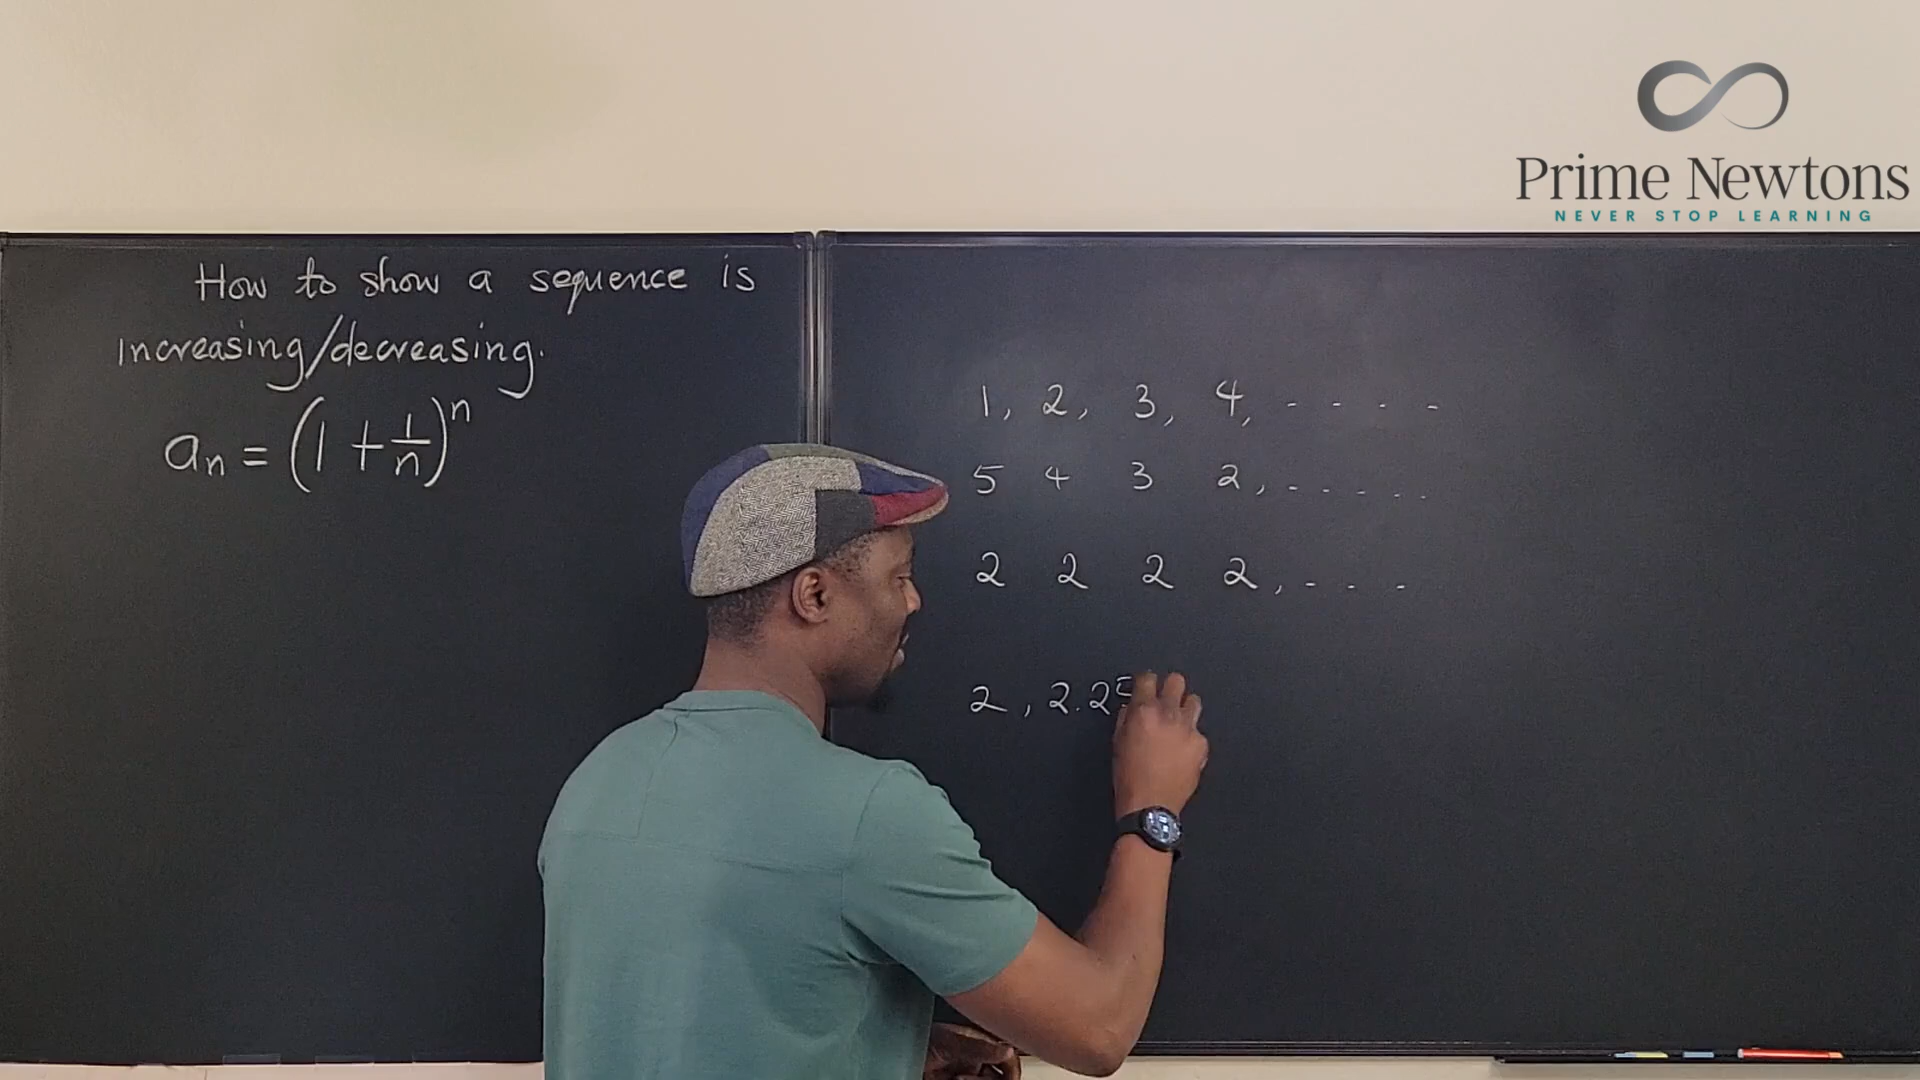 Prime Newtons
NEVER STOP LEARNING
How to show a sequence is
increasing/decreasing.
aₙ = (1 + 1/n)ⁿ
1, 2, 3, 4, - - - -
5 4 3 2, - - - - -
2 2 2 2, - - -
2, 2.25